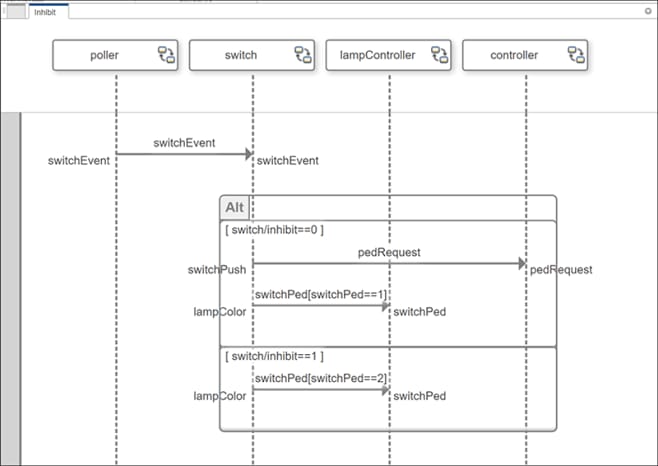 Inhibit
poller
switch
lampController
controller
switchEvent
switchEvent
switchEvent
Alt
[ switch/inhibit==0 ]
pedRequest
switchPush
pedRequest
switchPed[switchPed==1]
lampColor
switchPed
[ switch/inhibit==1 ]
switchPed[switchPed==2]
lampColor
switchPed